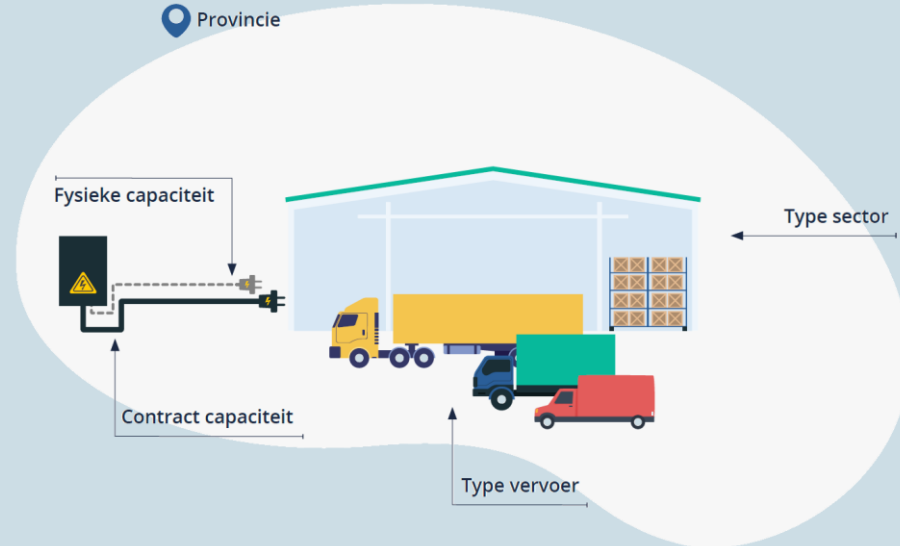 Provincie
Fysieke capaciteit
Type sector
Contract capaciteit
Type vervoer